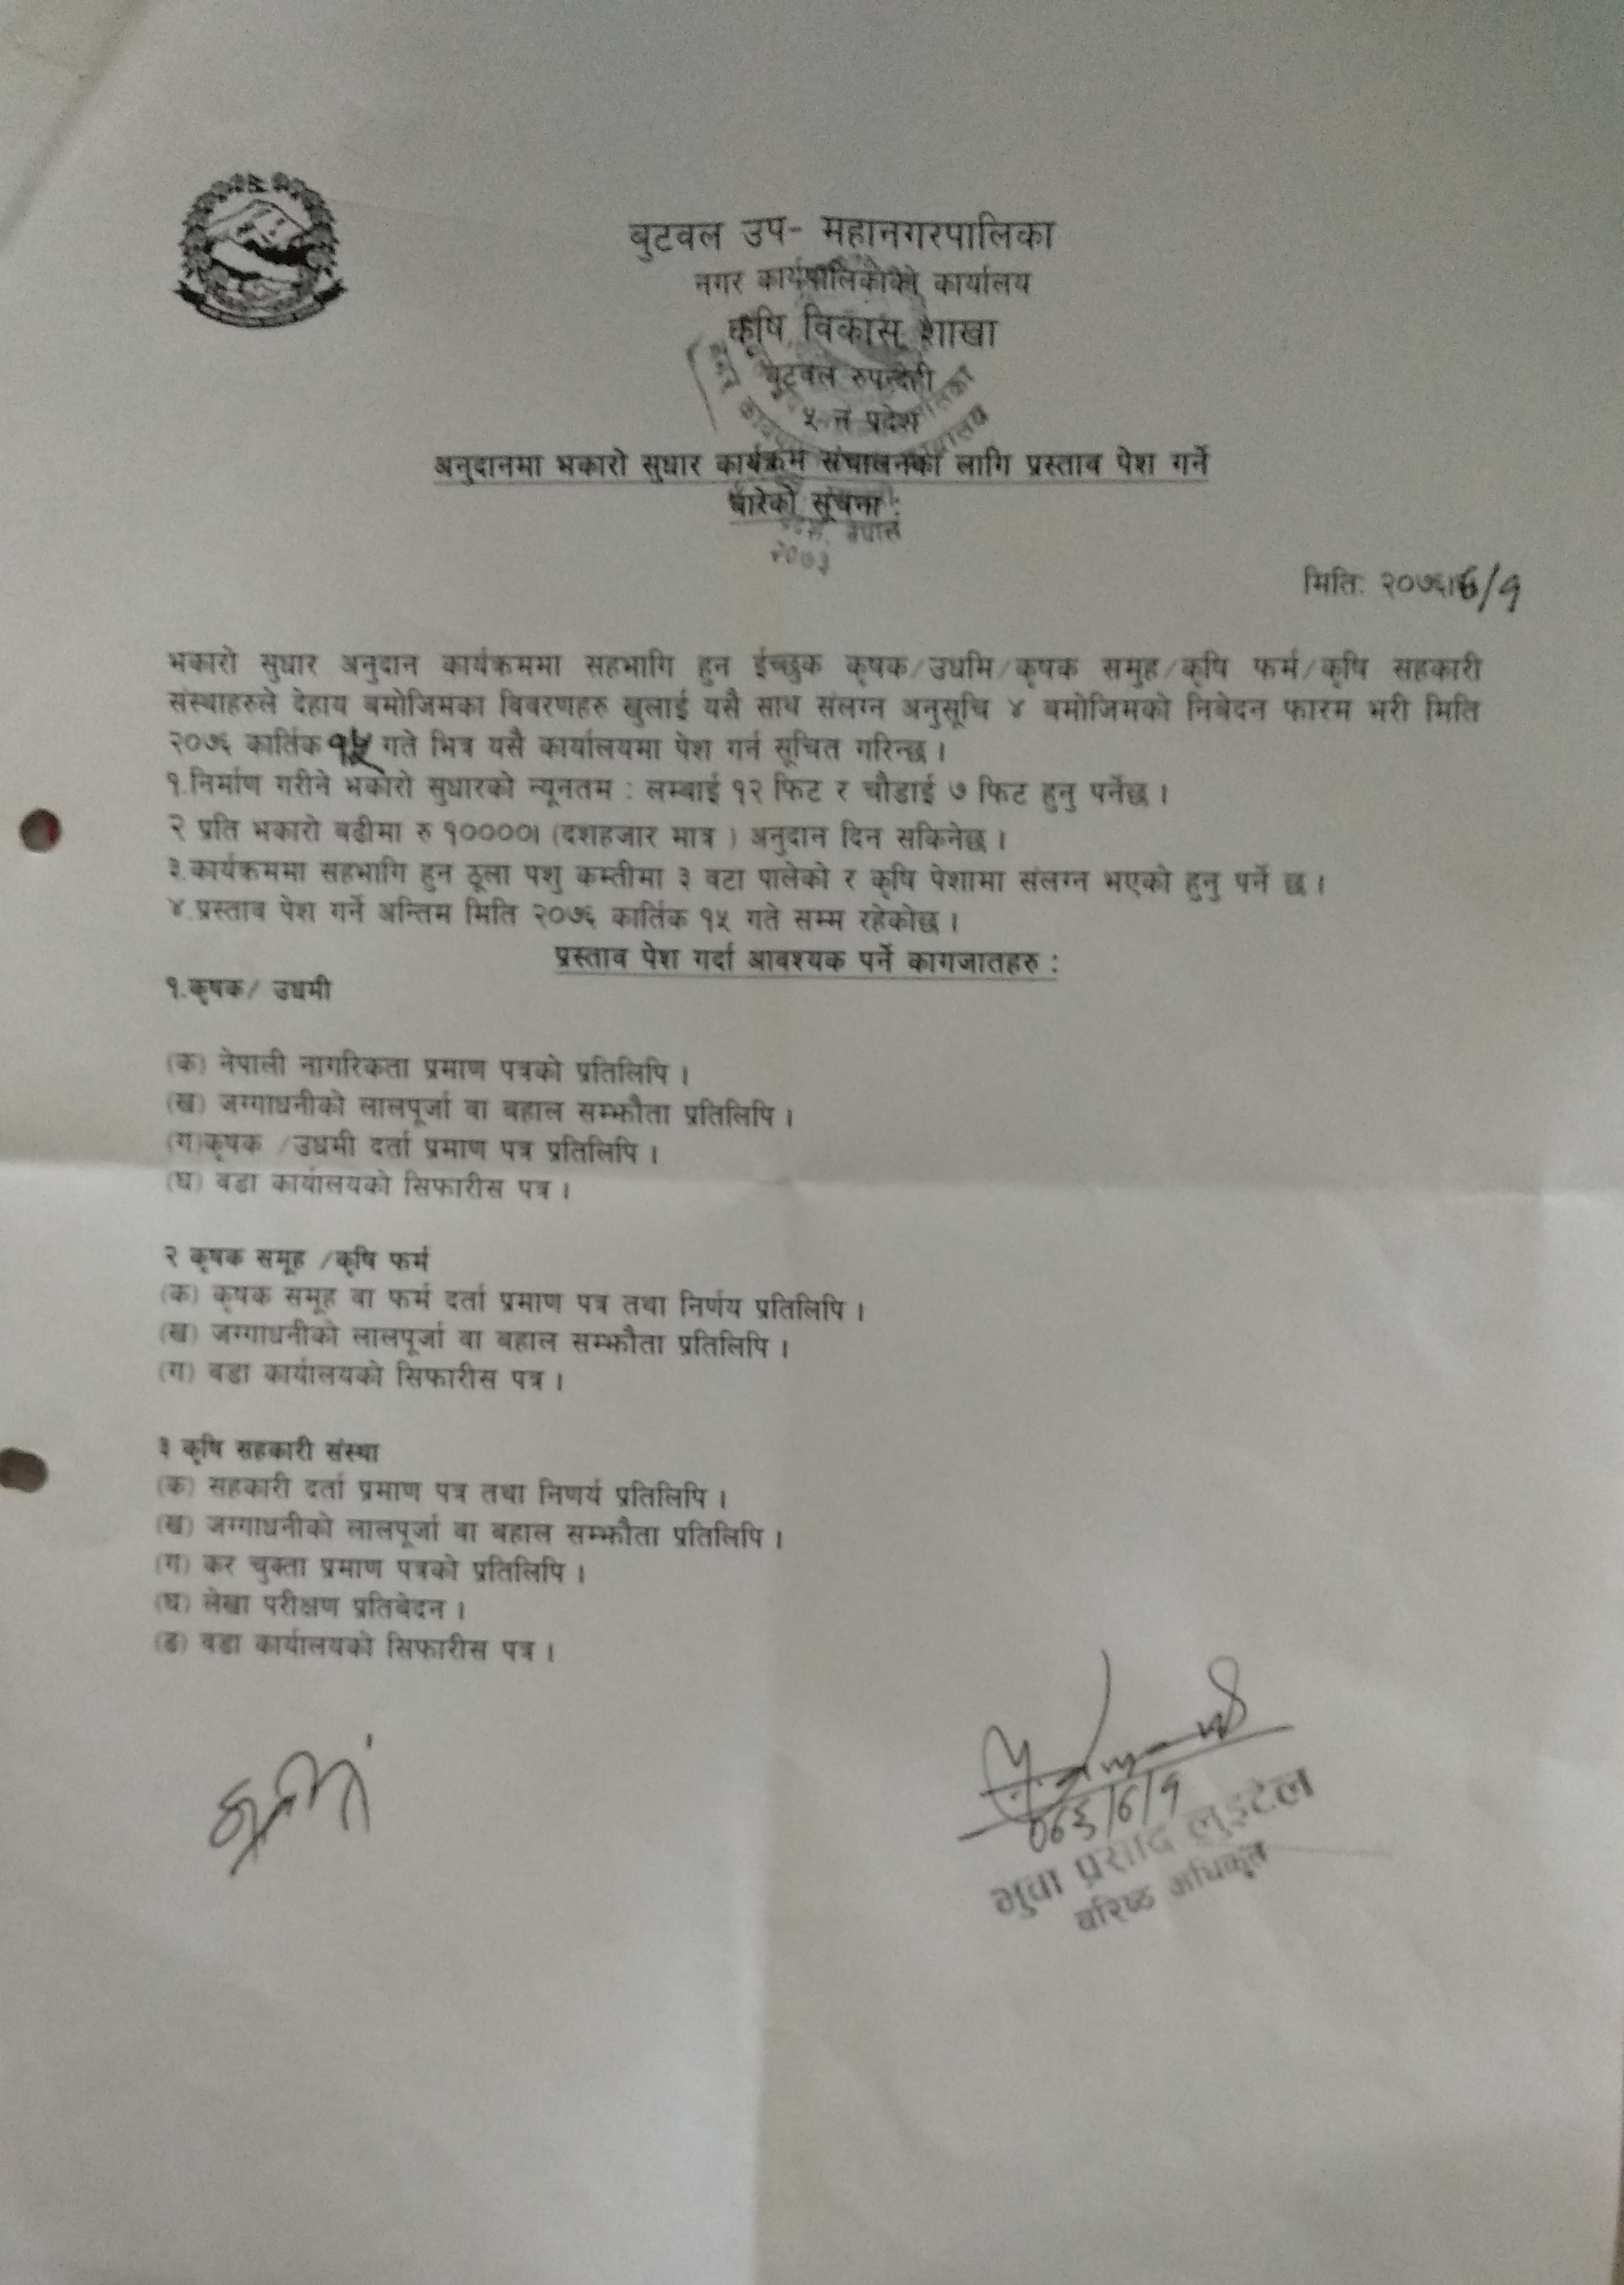 बुटवल उप- महानगरपालिका
नगर कार्यपालिकाको कार्यालय
कृषि विकास शाखा
बुटवल रुपन्देही
५ नं प्रदेश
अनुदानमा भकारो सुधार कार्यक्रम संचालनका लागि प्रस्ताव पेश गर्ने
बारेको सूचना :
नेपाल
२०७३
मिति: २०७६।६/१
भकारो सुधार अनुदान कार्यक्रममा सहभागि हुन ईच्छुक कृषक/उधमि/कृषक समुह/कृषि फर्म/कृषि सहकारी
संस्थाहरुले देहाय बमोजिमका विवरणहरु खुलाई यसै साथ संलग्न अनुसूचि ४ बमोजिमको निबेदन फारम भरी मिति
२०७६ कार्तिक १५ गते भित्र यसै कार्यालयमा पेश गर्न सूचित गरिन्छ ।
१.निर्माण गरीने भकारो सुधारको न्यूनतम : लम्बाई १२ फिट र चौडाई ७ फिट हुनु पर्नेछ ।
२ प्रति भकारो बढीमा रु १००००। (दशहजार मात्र ) अनुदान दिन सकिनेछ ।
३.कार्यक्रममा सहभागि हुन ठूला पशु कम्तीमा ३ वटा पालेको र कृषि पेशामा संलग्न भएको हुनु पर्ने छ ।
४.प्रस्ताव पेश गर्ने अन्तिम मिति २०७६ कार्तिक १५ गते सम्म रहेकोछ ।
प्रस्ताव पेश गर्दा आवश्यक पर्ने कागजातहरु :
१.कृषक/ उधमी
(क) नेपाली नागरिकता प्रमाण पत्रको प्रतिलिपि ।
(ख) जग्गाधनीको लालपूर्जा वा बहाल सम्झौता प्रतिलिपि ।
(ग)कृषक /उधमी दर्ता प्रमाण पत्र प्रतिलिपि ।
(घ) वडा कार्यालयको सिफारीस पत्र ।
२ कृषक समूह /कृषि फर्म
(क) कृषक समूह वा फर्म दर्ता प्रमाण पत्र तथा निर्णय प्रतिलिपि ।
(ख) जग्गाधनीको लालपूर्जा वा बहाल सम्झौता प्रतिलिपि ।
(ग) वडा कार्यालयको सिफारीस पत्र ।
३ कृषि सहकारी संस्था
(क) सहकारी दर्ता प्रमाण पत्र तथा निणर्य प्रतिलिपि ।
(ख) जग्गाधनीको लालपूर्जा वा बहाल सम्झौता प्रतिलिपि ।
(ग) कर चुक्ता प्रमाण पत्रको प्रतिलिपि ।
(घ) लेखा परीक्षण प्रतिबेदन ।
(ङ) वडा कार्यालयको सिफारीस पत्र ।
प्रसाद लुइटेल
वरिष्ठ अधिकृत